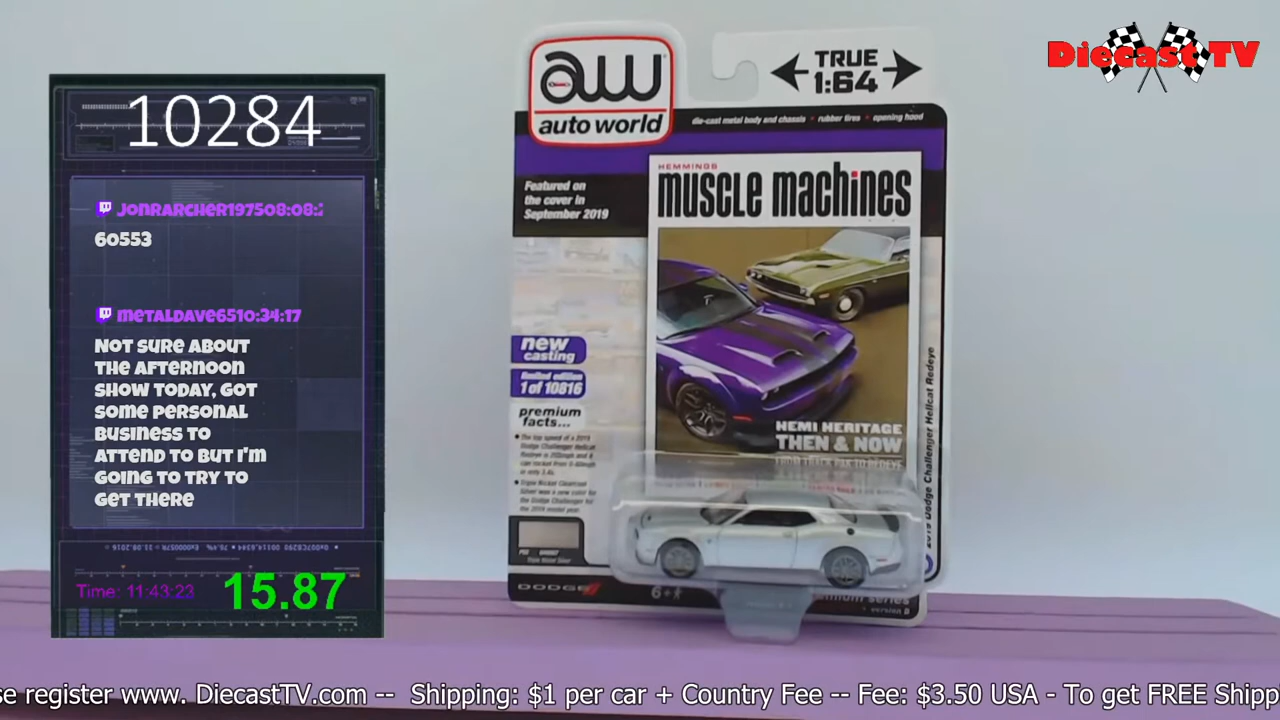 Diecast TV
10284
JONRARCHER197508:08:
60553
METALDAVE6510:34:17
NOT SURE ABOUT
THE AFTERNOON
SHOW TODAY, GOT
SOME PERSONAL
BUSINESS TO
ATTEND TO BUT I'M
GOING TO TRY TO
GET THERE
Time: 11:43:23
15.87
aw
auto world
TRUE
1:64
die-cast metal body and chassis • rubber tires • opening hood
Featured on
the cover in
September 2019
HEMMINGS
muscle machines
new
casting
limited edition
1 of 10816
premium
facts...
HEMI HERITAGE
THEN & NOW
2019 Dodge Challenger Hellcat Redeye
DODGE
se register www. DiecastTV.com -- Shipping: $1 per car + Country Fee -- Fee: $3.50 USA - To get FREE Shipp